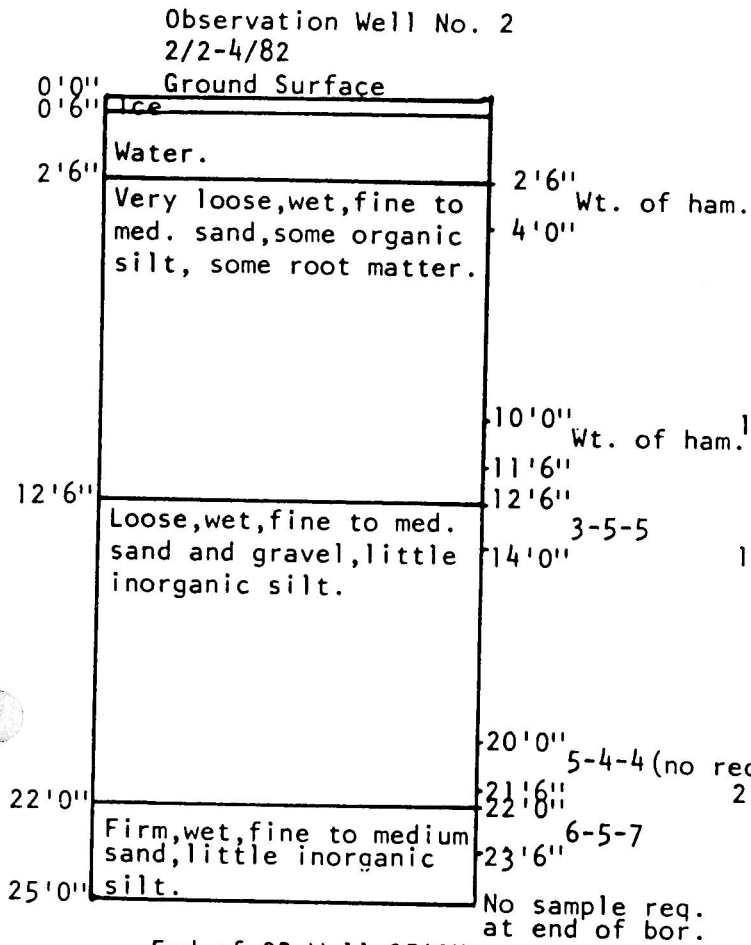 Observation Well No. 2
2/2-4/82
Ground Surface
0'0"
0'6" Ice
Water.
2'6" 2'6"
Very loose,wet,fine to Wt. of ham.
med. sand,some organic 4'0"
silt, some root matter.
10'0" 1
Wt. of ham.
11'6"
12'6" 12'6"
Loose,wet,fine to med. 3-5-5
sand and gravel,little 14'0" 1
inorganic silt.
20'0"
5-4-4(no rec
21'6" 2
22'0" 22'0"
Firm,wet,fine to medium 6-5-7
sand,little inorganic 23'6"
silt.
25'0" No sample req.
at end of bor.